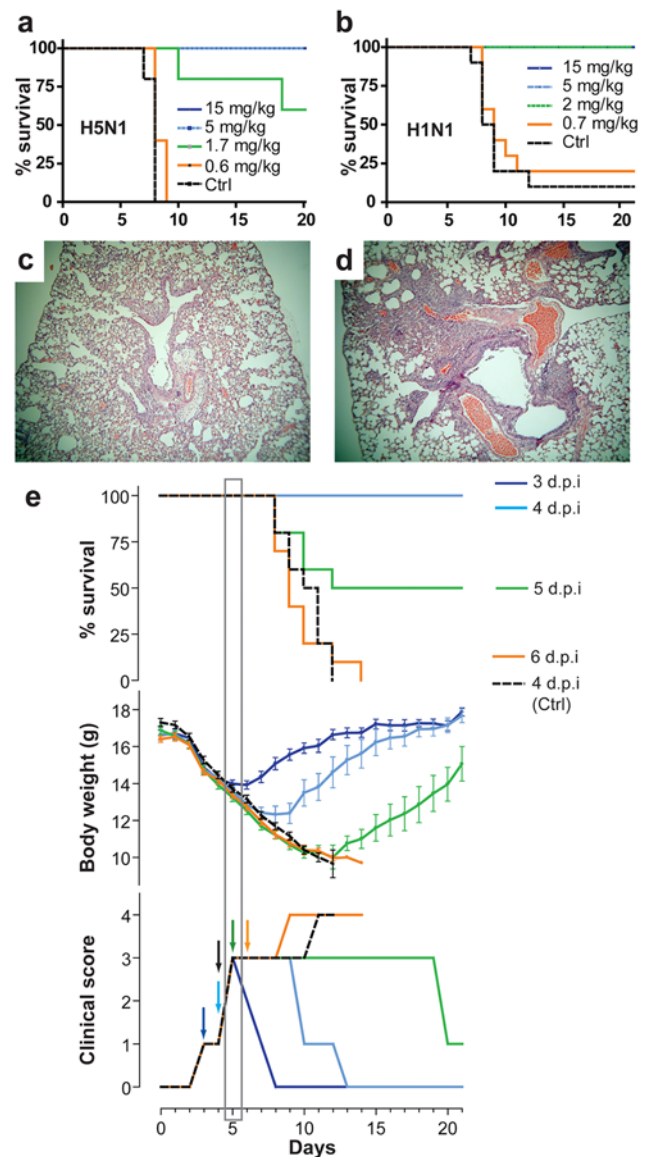 a
% survival
100
75
50
25
0
H5N1
15 mg/kg
5 mg/kg
1.7 mg/kg
0.6 mg/kg
Ctrl
0 5 10 15 20
b
% survival
100
75
50
25
0
H1N1
15 mg/kg
5 mg/kg
2 mg/kg
0.7 mg/kg
Ctrl
0 5 10 15 20
c
d
e
% survival
100
75
50
25
0
3 d.p.i
4 d.p.i
5 d.p.i
6 d.p.i
4 d.p.i
(Ctrl)
Body weight (g)
18
16
14
12
10
Clinical score
4
3
2
1
0
0 5 10 15 20
Days